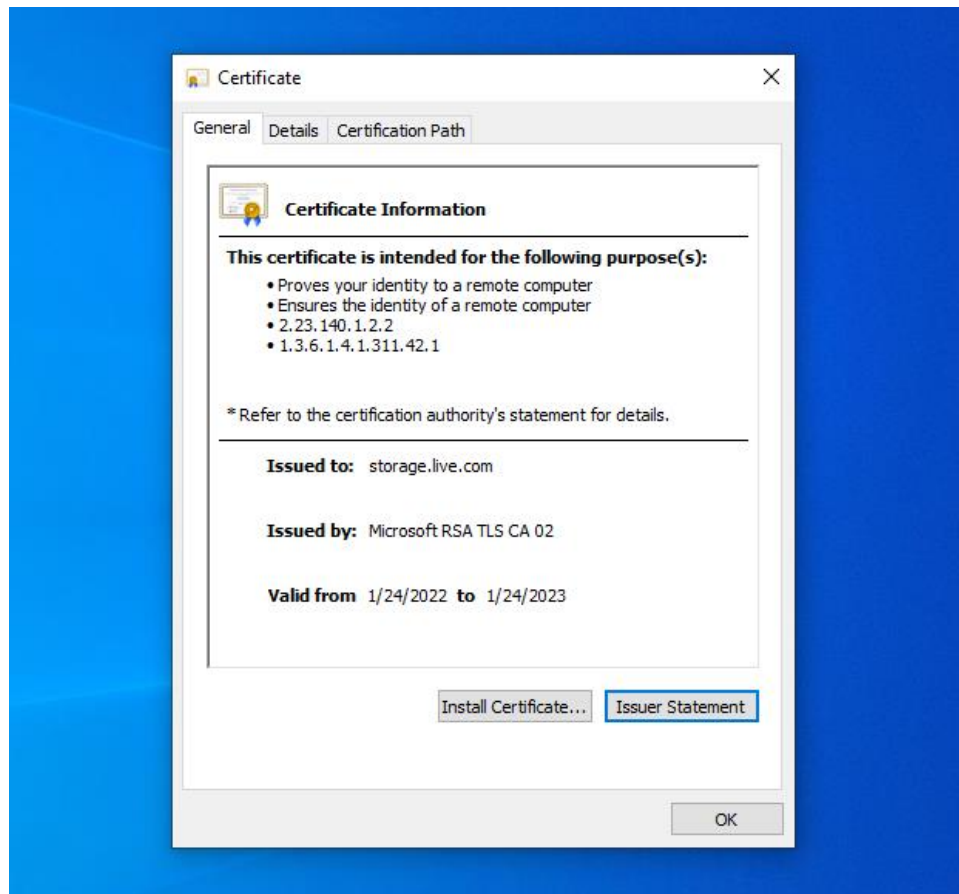 Certificate
General Details Certification Path
Certificate Information
This certificate is intended for the following purpose(s):
• Proves your identity to a remote computer
• Ensures the identity of a remote computer
• 2.23.140.1.2.2
• 1.3.6.1.4.1.311.42.1
* Refer to the certification authority's statement for details.
Issued to: storage.live.com
Issued by: Microsoft RSA TLS CA 02
Valid from 1/24/2022 to 1/24/2023
Install Certificate... Issuer Statement
OK